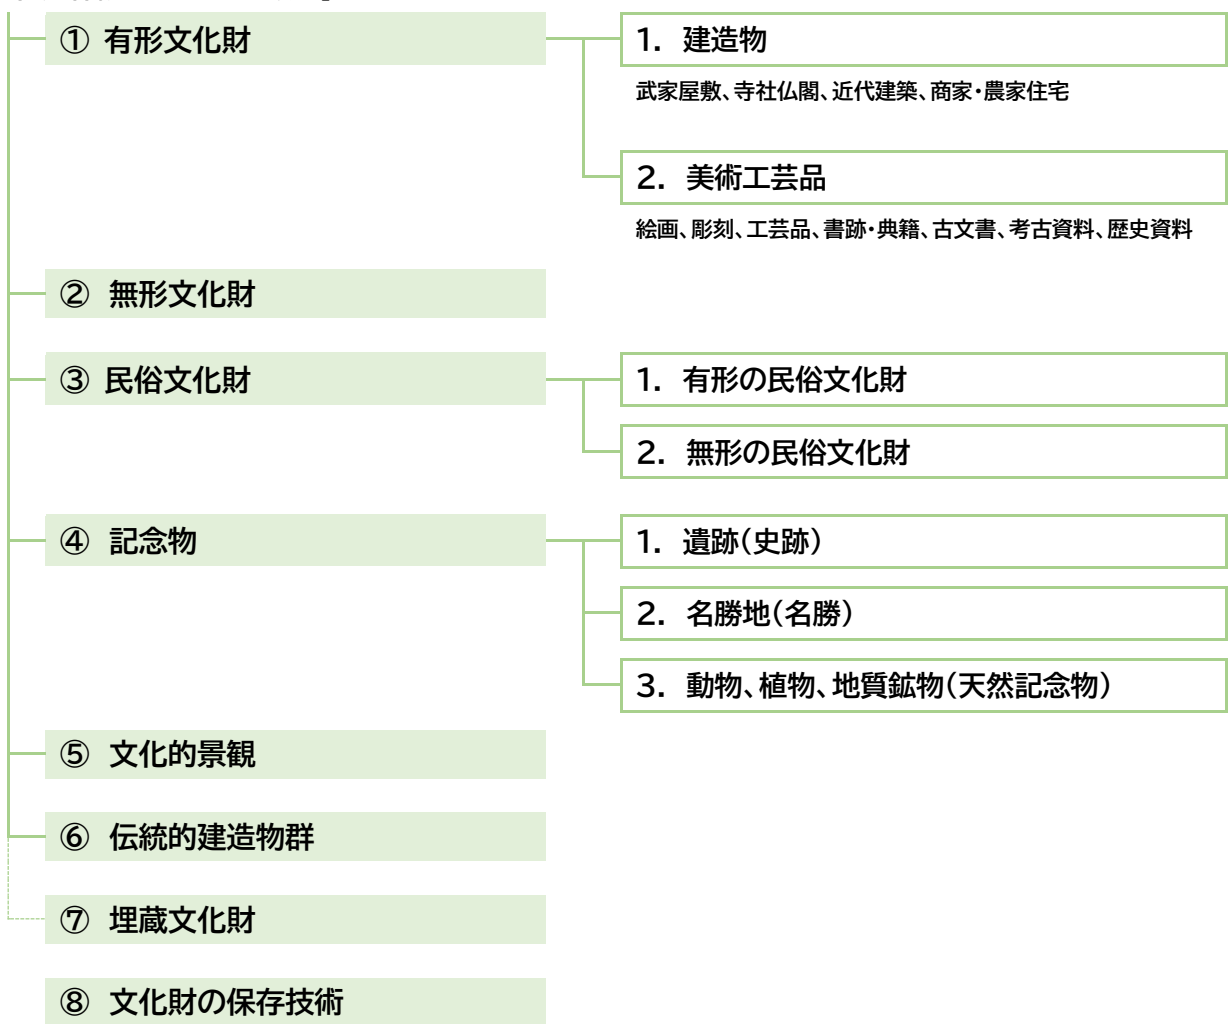 ① 有形文化財
1. 建造物
武家屋敷、寺社仏閣、近代建築、商家・農家住宅
2. 美術工芸品
絵画、彫刻、工芸品、書跡・典籍、古文書、考古資料、歴史資料
② 無形文化財
③ 民俗文化財
1. 有形の民俗文化財
2. 無形の民俗文化財
④ 記念物
1. 遺跡(史跡)
2. 名勝地(名勝)
3. 動物、植物、地質鉱物(天然記念物)
⑤ 文化的景観
⑥ 伝統的建造物群
⑦ 埋蔵文化財
⑧ 文化財の保存技術